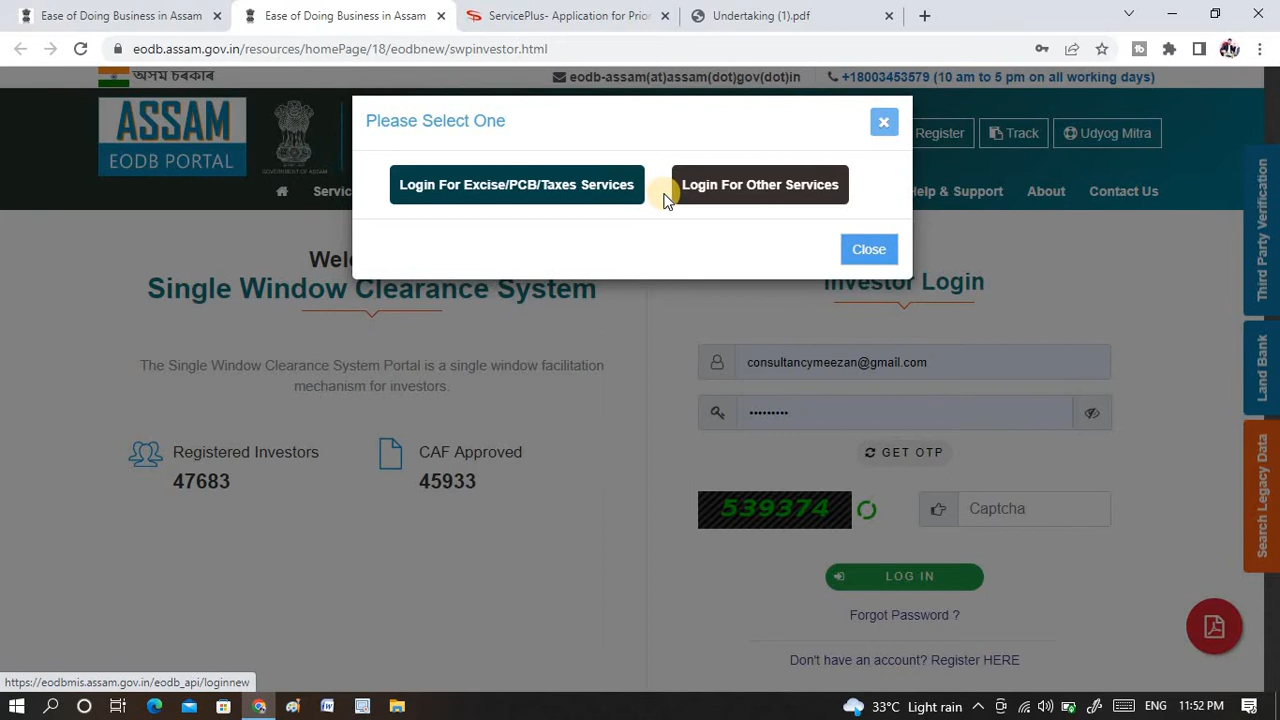 Ease of Doing Business in Assam
Ease of Doing Business in Assam
ServicePlus- Application for Prior
Undertaking.pdf
eodb.assam.gov.in/resources/homePage/18/eodbnew/swpinvestor.html
অসম চৰকাৰ
eodb-assam(at)assam(dot)gov(dot)in
+18003453579 (10 am to 5 pm on all working days)
ASSAM
EODB PORTAL
Please Select One
Register
Track
Udyog Mitra
Login For Excise/PCB/Taxes Services
Login For Other Services
Help & Support
About
Contact Us
Close
Single Window Clearance System
Investor Login
The Single Window Clearance System Portal is a single window facilitation
mechanism for investors.
Registered Investors
47683
CAF Approved
45933
consultancymeezan@gmail.com
•••••••••
GET OTP
539374
Captcha
LOG IN
Forgot Password ?
Don't have an account? Register HERE
Third Party Verification
Land Bank
Search Legacy Data
https://eodbmis.assam.gov.in/eodb_api/loginnew
33°C Light rain
ENG
11:52 PM